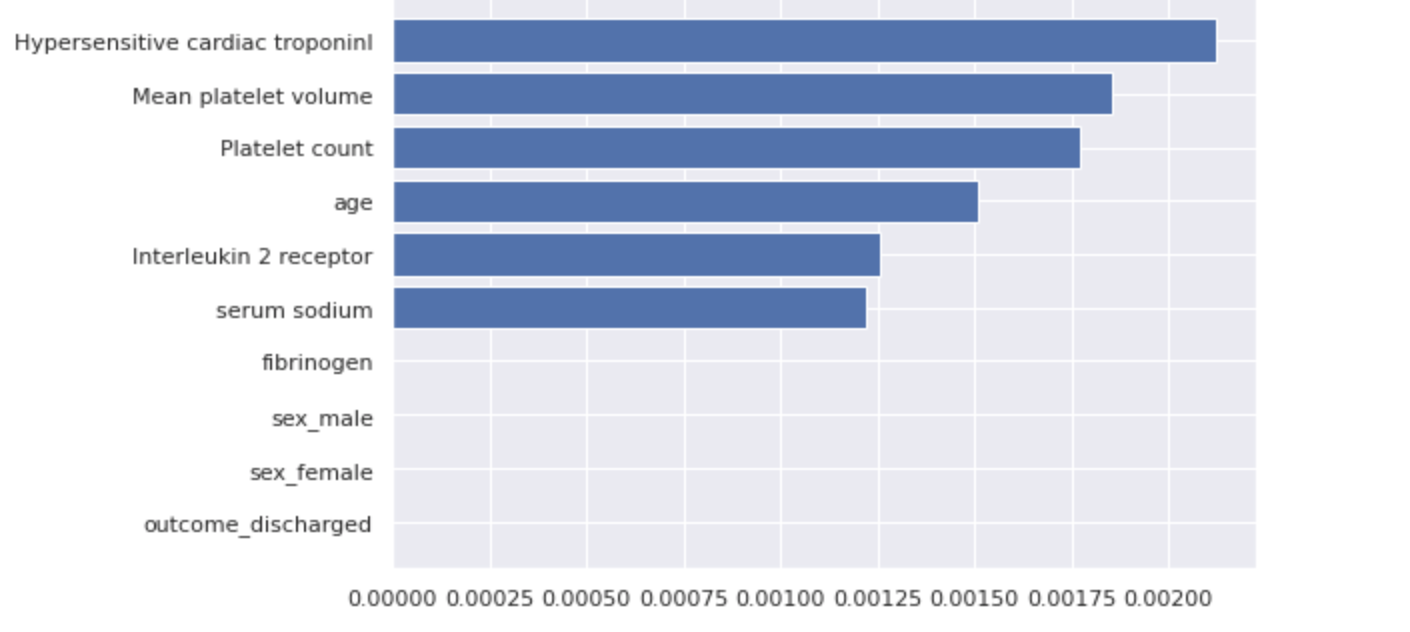 Hypersensitive cardiac troponinI
Mean platelet volume
Platelet count
age
Interleukin 2 receptor
serum sodium
fibrinogen
sex_male
sex_female
outcome_discharged
0.00000 0.00025 0.00050 0.00075 0.00100 0.00125 0.00150 0.00175 0.00200